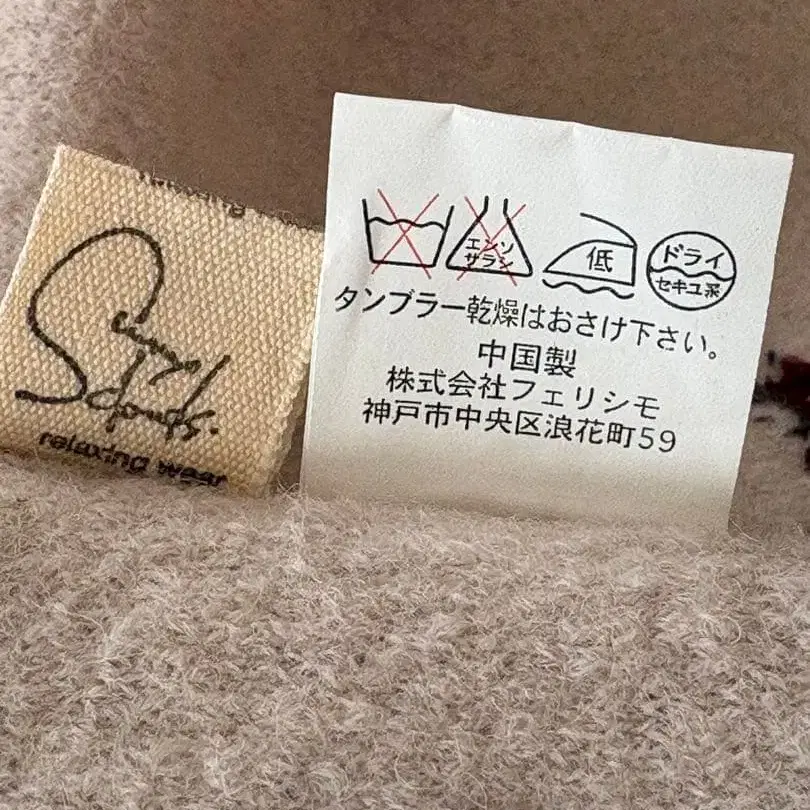 Sunny
clouds.
relaxing wear
エンソ
サラシ
低
ドライ
セキユ系
タンブラー乾燥はおさけ下さい。
中国製
株式会社フェリシモ
神戸市中央区浪花町59